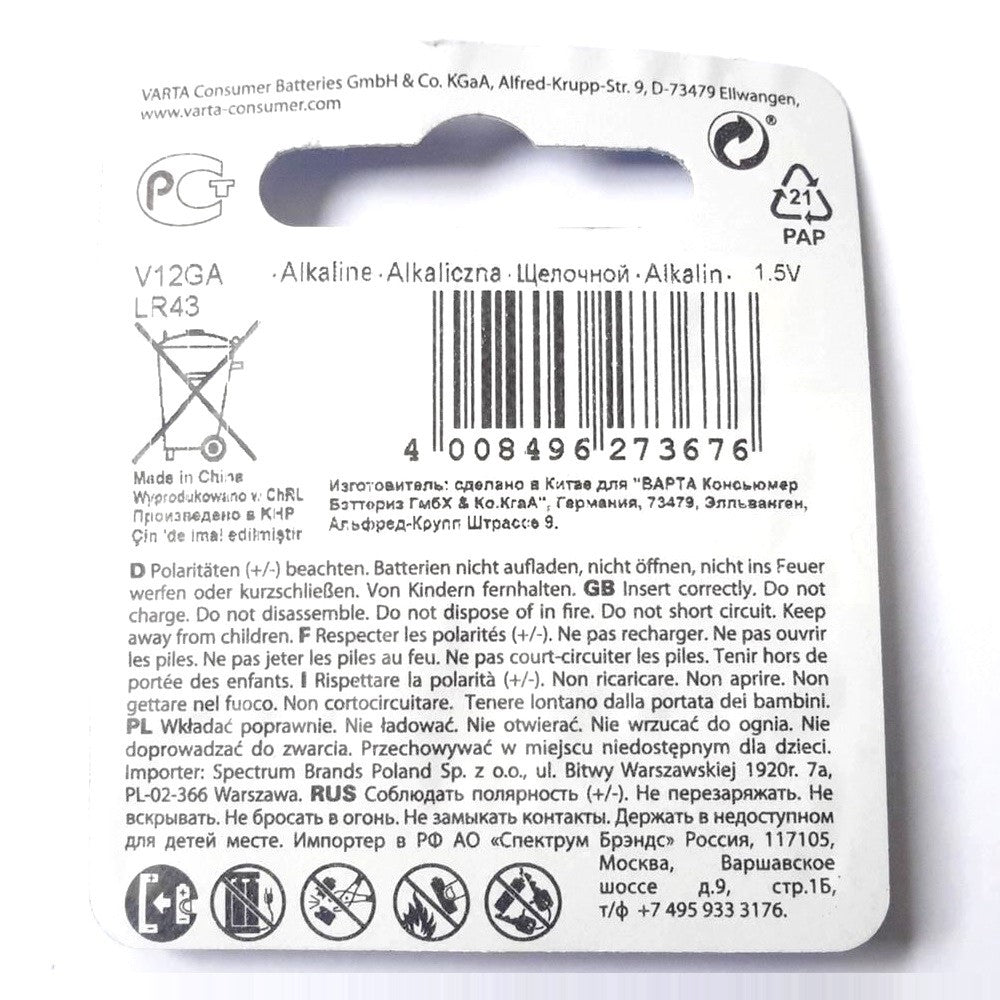 VARTA Consumer Batteries GmbH & Co. KGaA, Alfred-Krupp-Str. 9, D-73479 Ellwangen,
www.varta-consumer.com
®
РСТ
21
PAP
V12GA
·Alkaline·Alkaliczna·Щелочной·Alkalin· 1.5V
LR43
4 008496 273676
Made in China
Wyprodukowano w ChRL
Произведено в КНР
Çin 'de imal edilmiştir
Изготовитель: сделано в Китае для "ВАРТА Консьюмер
Бэттериз ГмбХ & Ко.КгаА", Германия, 73479, Элльванген,
Альфред-Крупп Штрассе 9.
D Polaritäten (+/-) beachten. Batterien nicht aufladen, nicht öffnen, nicht ins Feuer
werfen oder kurzschließen. Von Kindern fernhalten. GB Insert correctly. Do not
charge. Do not disassemble. Do not dispose of in fire. Do not short circuit. Keep
away from children. F Respecter les polarités (+/-). Ne pas recharger. Ne pas ouvrir
les piles. Ne pas jeter les piles au feu. Ne pas court-circuiter les piles. Tenir hors de
portée des enfants. I Rispettare la polarità (+/-). Non ricaricare. Non aprire. Non
gettare nel fuoco. Non cortocircuitare. Tenere lontano dalla portata dei bambini.
PL Wkładać poprawnie. Nie ładować. Nie otwierać. Nie wrzucać do ognia. Nie
doprowadzać do zwarcia. Przechowywać w miejscu niedostępnym dla dzieci.
Importer: Spectrum Brands Poland Sp. z o.o., ul. Bitwy Warszawskiej 1920r. 7a,
PL-02-366 Warszawa. RUS Соблюдать полярность (+/-). Не перезаряжать. Не
вскрывать. Не бросать в огонь. Не замыкать контакты. Держать в недоступном
для детей месте. Импортер в РФ АО «Спектрум Брэндс» Россия, 117105,
Москва, Варшавское
шоссе д.9, стр.1Б,
т/ф +7 495 933 3176.